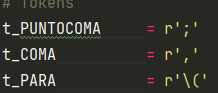 # Tokens
t_PUNTOCOMA = r';'
t_COMA = r','
t_PARA = r'\('